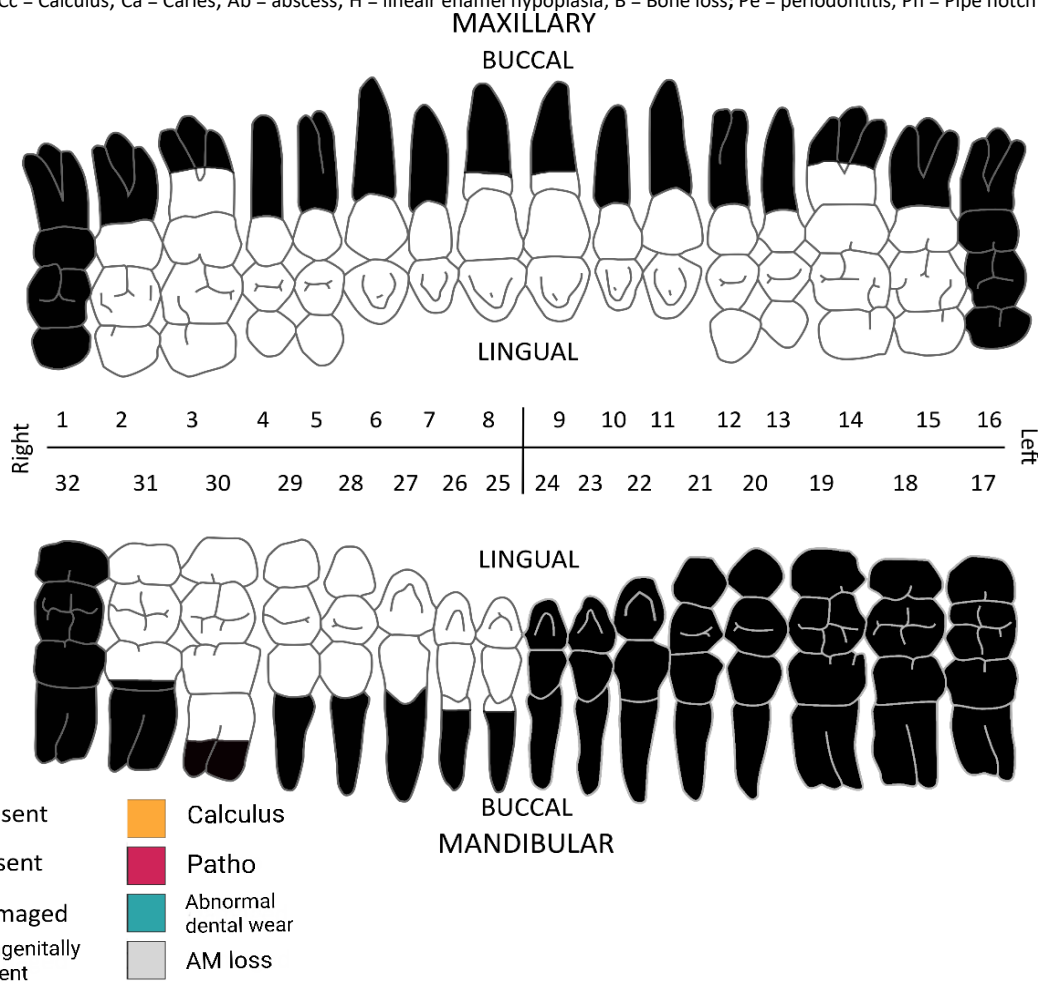 Cc = Calculus, Ca = Caries, Ab = abscess, H = lineair enamel hypoplasia, B = Bone loss; Pe = periodontitis, Ph = Pipe notch
MAXILLARY
BUCCAL
LINGUAL
1 2 3 4 5 6 7 8 9 10 11 12 13 14 15 16
Right
Left
32 31 30 29 28 27 26 25 24 23 22 21 20 19 18 17
LINGUAL
BUCCAL
MANDIBULAR
sent
Calculus
sent
Patho
maged
Abnormal
dental wear
genitally
ent
AM loss